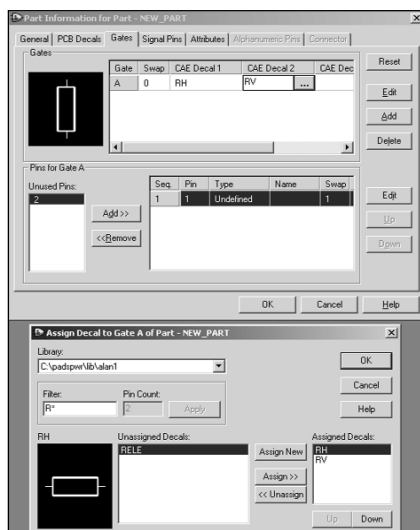 Part Information for Part - NEW_PART
General PCB Decals Gates Signal Pins Attributes Alphanumeric Pins Connector
Gates
Reset
Gate Swap CAE Decal 1 CAE Decal 2 CAE Dec
A 0 RH RV ...
Edit
Add
Delete
Pins for Gate A
Unused Pins:
Seq. Pin Type Name Swap
2
1 1 Undefined 1
Edit
Add >>
Up
<<Remove
Down
OK Cancel Help
Assign Decal to Gate A of Part - NEW_PART
Library:
C:\padspwr\lib\alan1
OK
Cancel
Filter: Pin Count:
R* 2 Apply
Help
RH Unassigned Decals: Assigned Decals:
RELE
Assign New
RH
RV
Assign >>
<< Unassign
Up Down